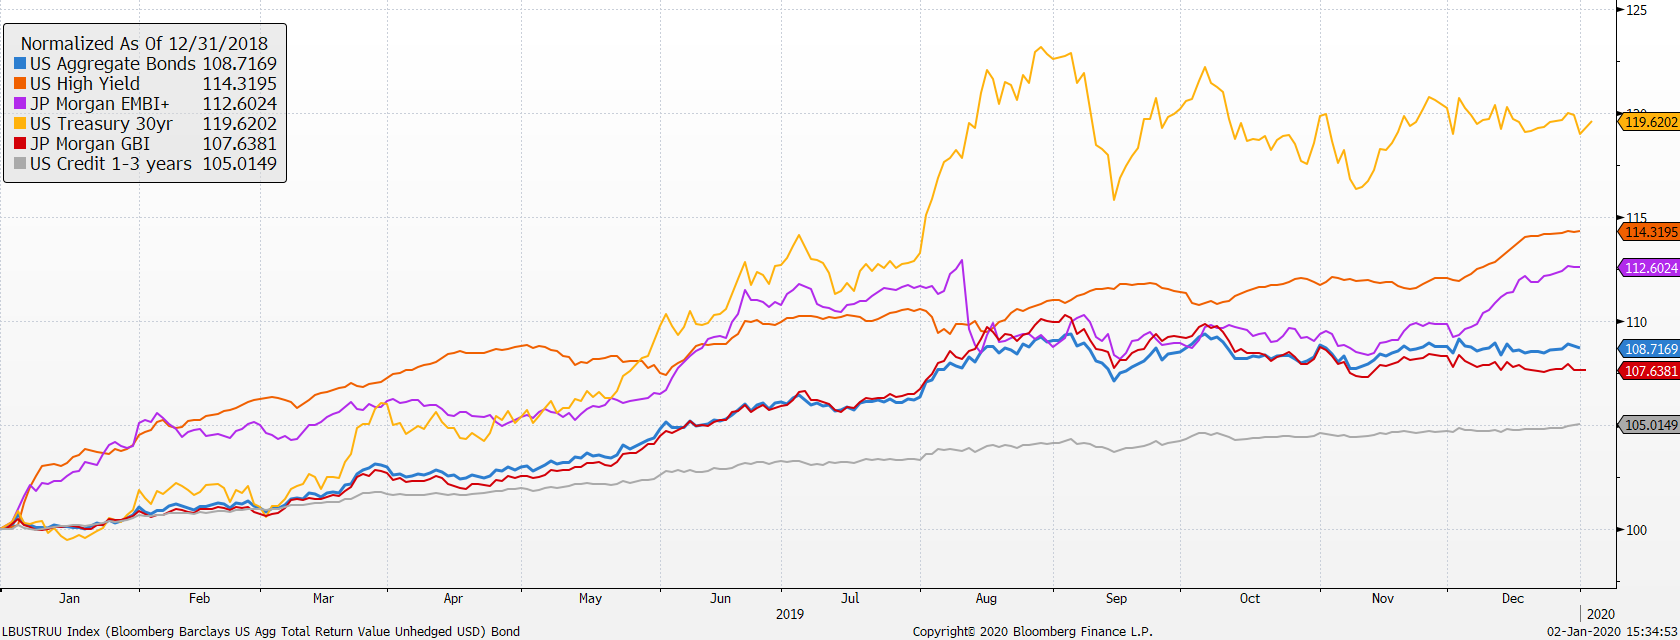 Normalized As Of 12/31/2018
US Aggregate Bonds 108.7169
US High Yield 114.3195
JP Morgan EMBI+ 112.6024
US Treasury 30yr 119.6202
JP Morgan GBI 107.6381
US Credit 1-3 years 105.0149
125
119.6202
115
114.3195
112.6024
110
108.7169
107.6381
105.0149
100
Jan Feb Mar Apr May Jun Jul Aug Sep Oct Nov Dec
2019 2020
LBUSTRUU Index (Bloomberg Barclays US Agg Total Return Value Unhedged USD) Bond Copyright© 2020 Bloomberg Finance L.P. 02-Jan-2020 15:34:53